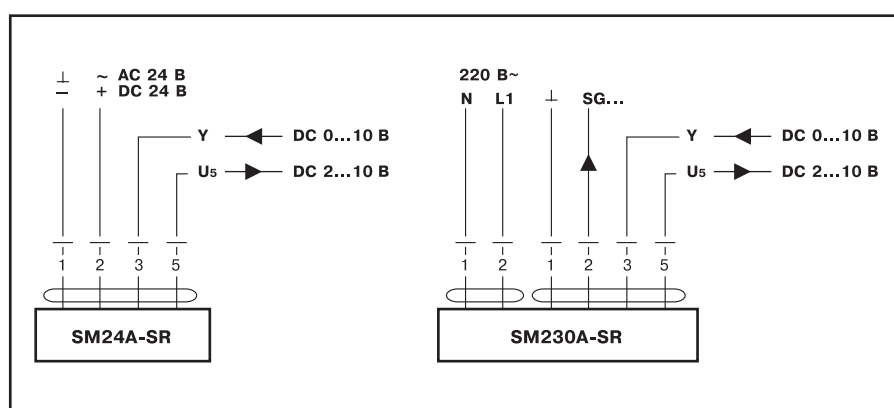 ⊥ ~ AC 24 В
– + DC 24 В
Y DC 0...10 В
U5 DC 2...10 В
1 2 3 5
SM24A-SR
220 В~
N L1 ⊥ SG...
Y DC 0...10 В
U5 DC 2...10 В
1 2 1 2 3 5
SM230A-SR